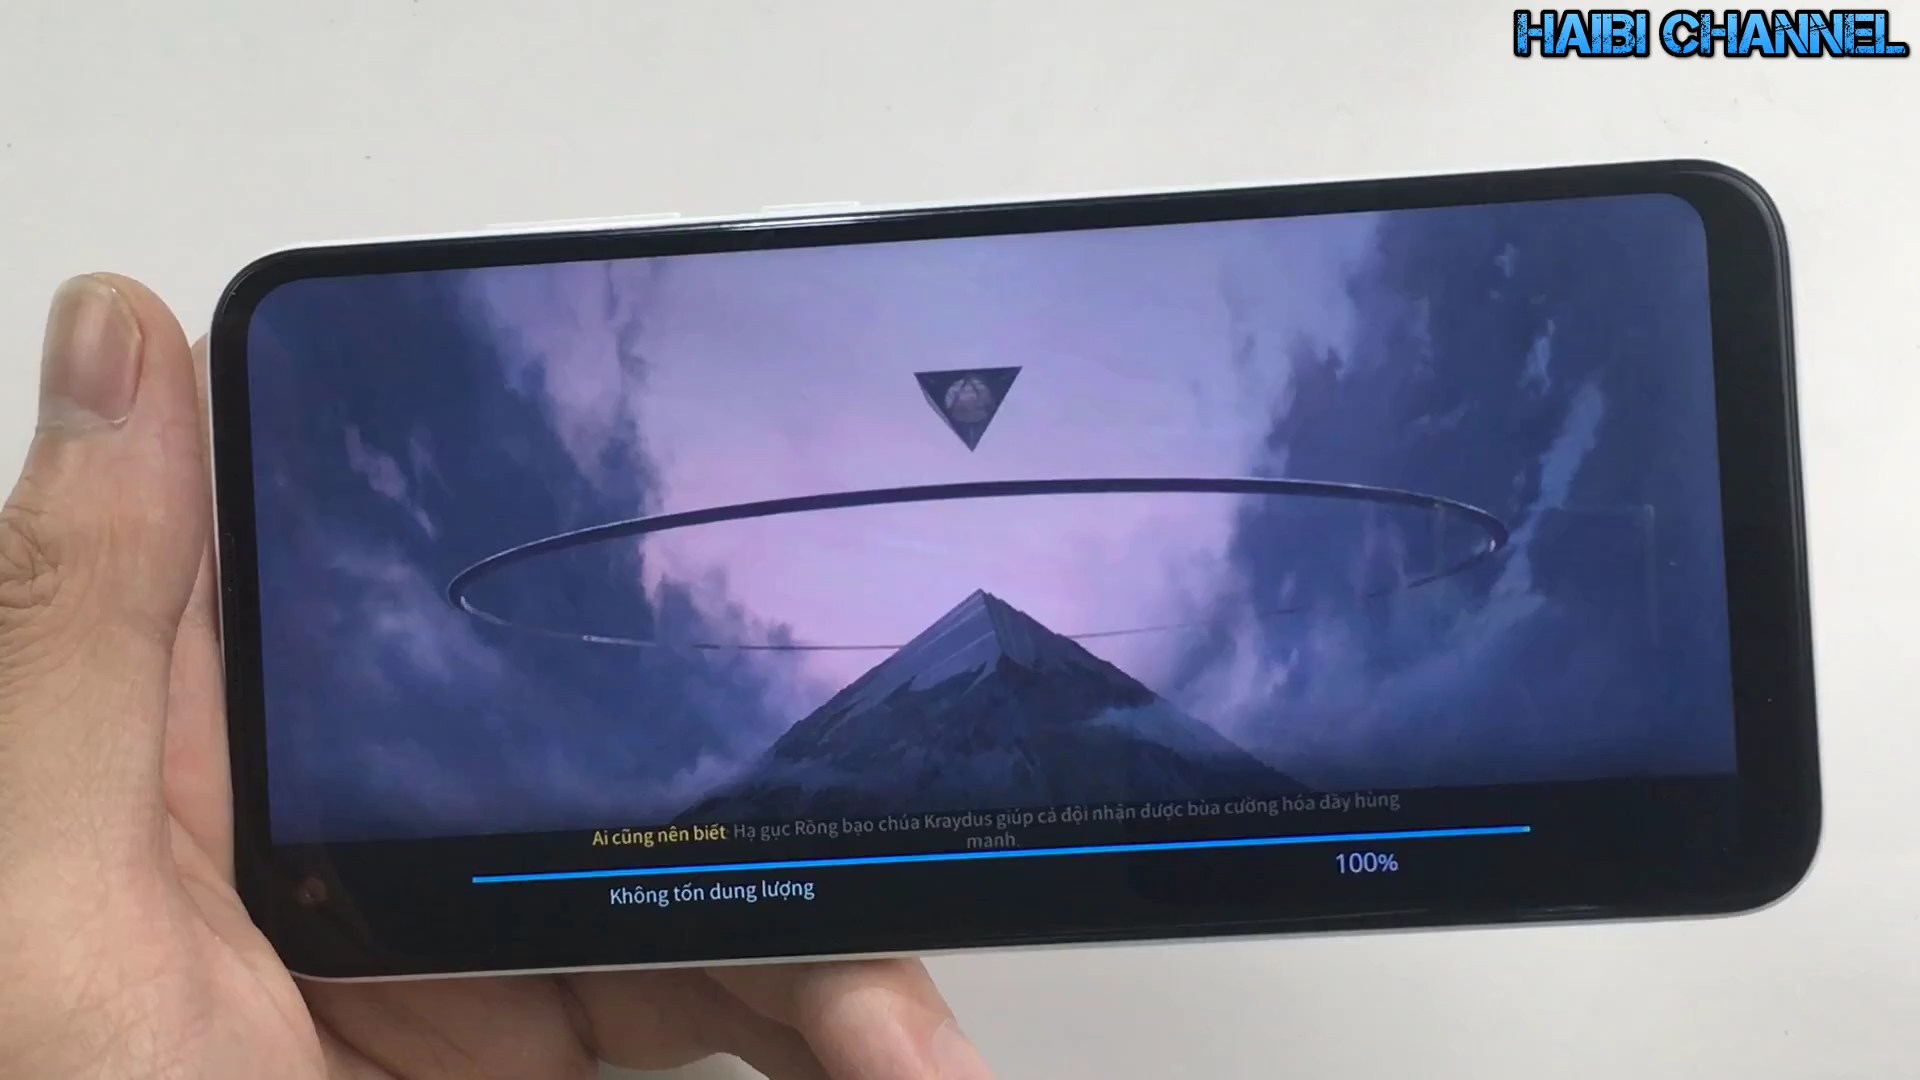 HAIBI CHANNEL
Ai cũng nên biết Hạ gục Rồng bạo chúa Kraydus giúp cả đội nhận được bùa cường hóa đầy hùng
mạnh.
100%
Không tốn dung lượng